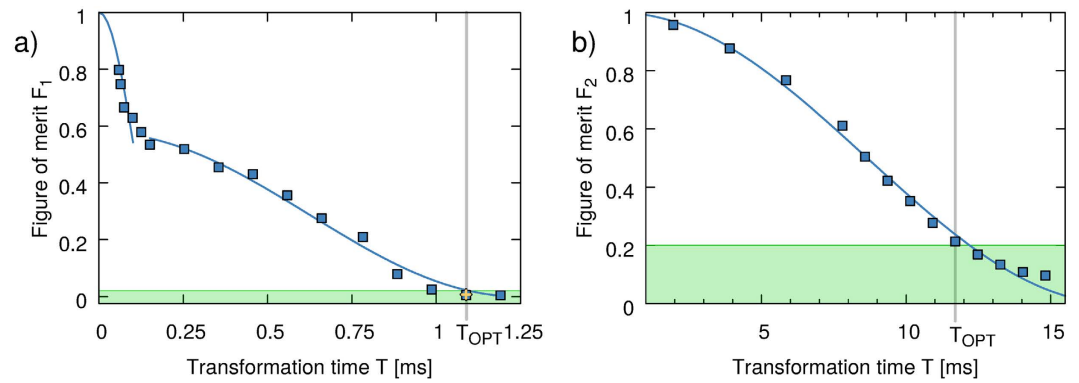 a)
Figure of merit F1
1
0.8
0.6
0.4
0.2
0
0 0.25 0.5 0.75 1 TOPT 1.25
Transformation time T [ms]
b)
Figure of merit F2
1
0.8
0.6
0.4
0.2
0
5 10 TOPT 15
Transformation time T [ms]